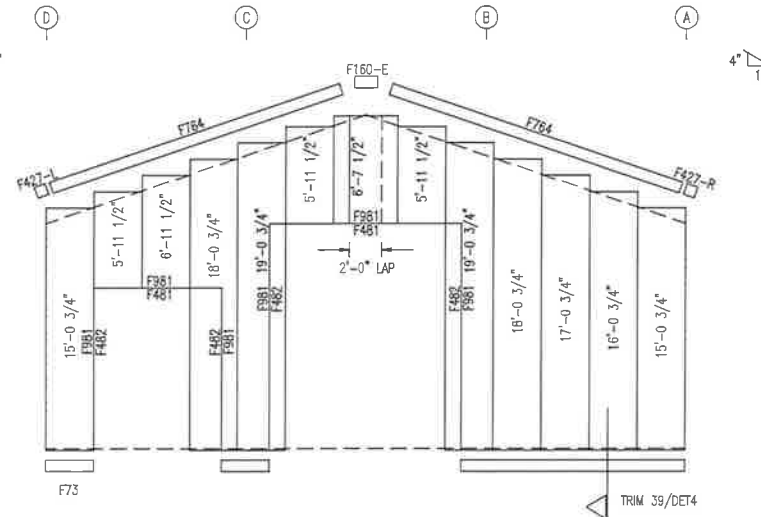 D
C
B
A
4"
1
F160-E
F764
F764
F427-L
F427-R
15'-0 3/4"
5'-11 1/2"
6'-11 1/2"
18'-0 3/4"
19'-0 3/4"
5'-11 1/2"
6'-7 1/2"
5'-11 1/2"
19'-0 3/4"
18'-0 3/4"
17'-0 3/4"
16'-0 3/4"
15'-0 3/4"
F981
F481
2'-0" LAP
F981
F481
F981
F482
F482
F981
F981
F482
F482
F981
F73
TRIM 39/DET4